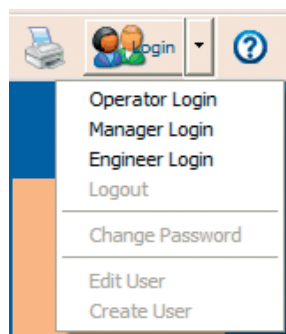 Login
Operator Login
Manager Login
Engineer Login
Logout
Change Password
Edit User
Create User